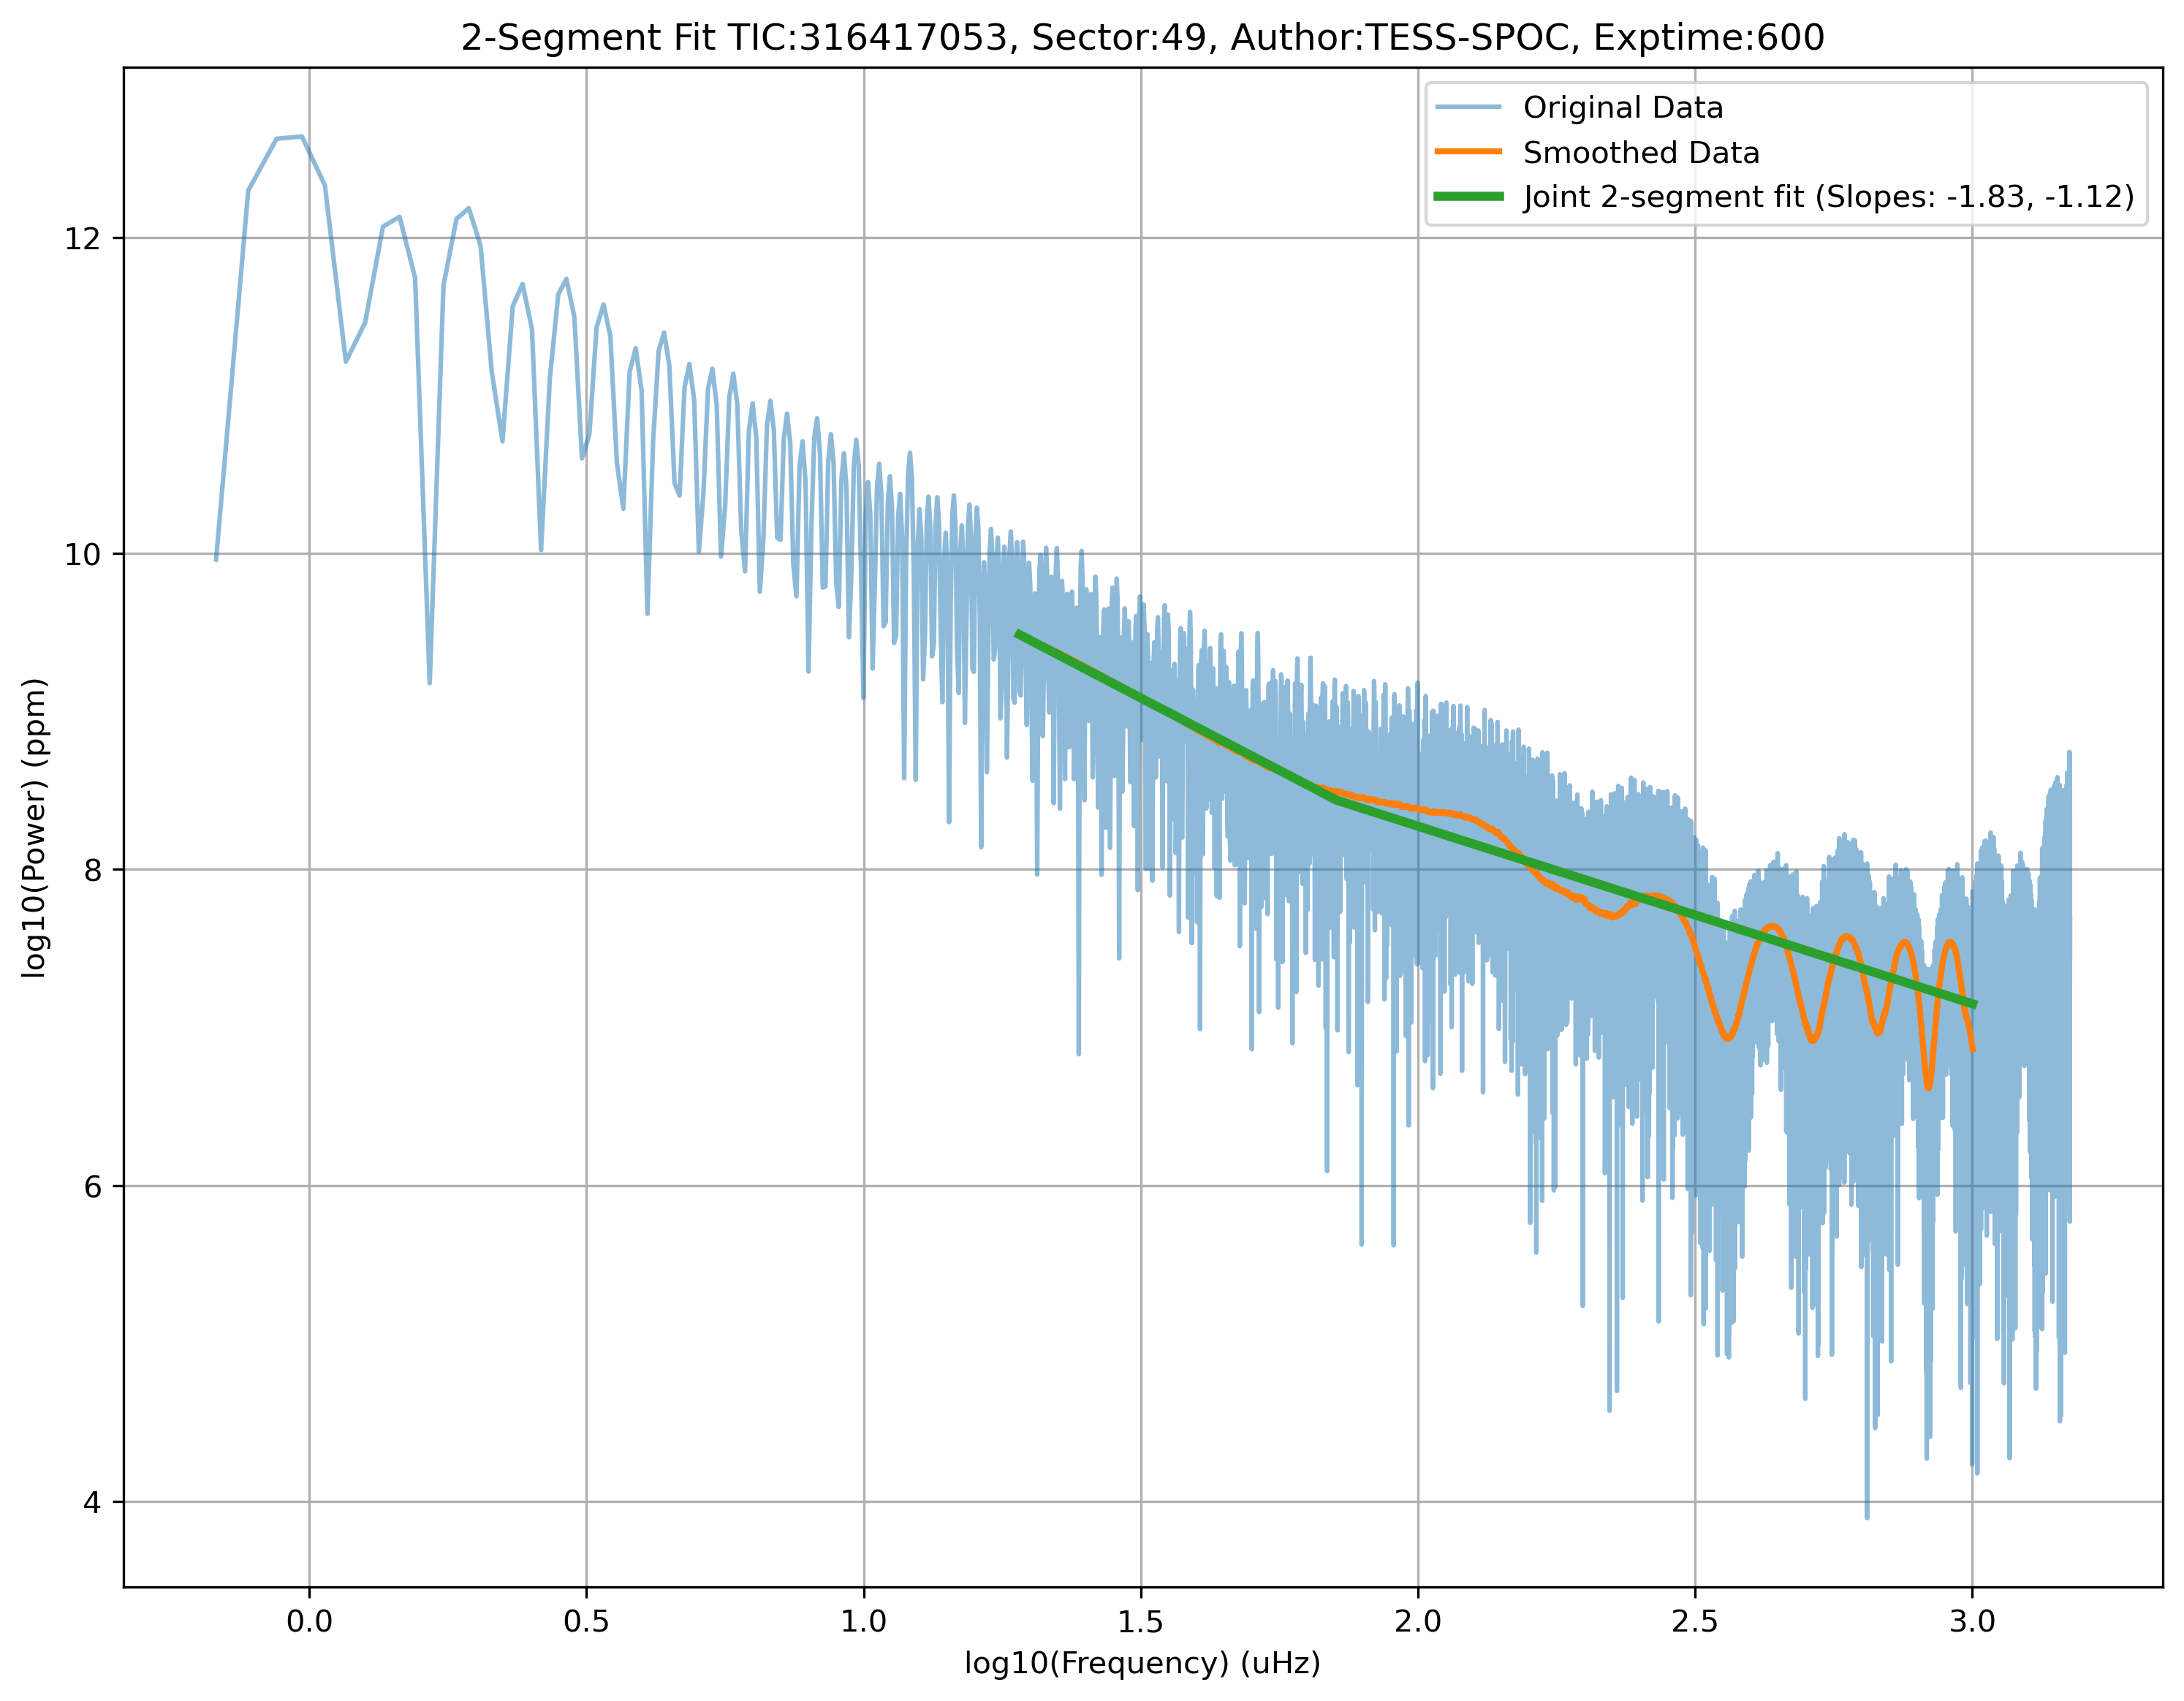 2-Segment Fit TIC:316417053, Sector:49, Author:TESS-SPOC, Exptime:600
Original Data
Smoothed Data
Joint 2-segment fit (Slopes: -1.83, -1.12)
log10(Power) (ppm)
12
10
8
6
4
0.0 0.5 1.0 1.5 2.0 2.5 3.0
log10(Frequency) (uHz)